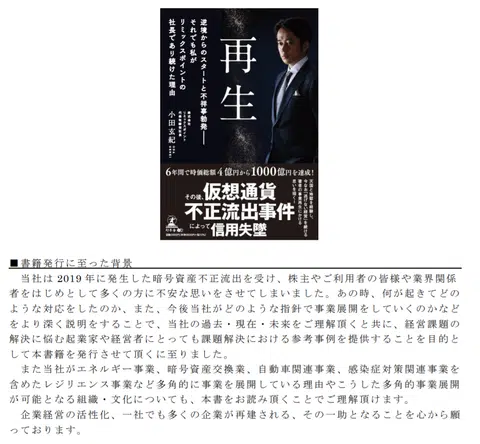 逆境からのスタートと不祥事勃発――
それでも私が
リミックスポイントの
社長であり続けた理由
再生
小田玄紀
6年間で時価総額4億円から1000億円を達成!
その後、仮想通貨
不正流出事件
によって信用失墜
■書籍発行に至った背景
当社は 2019 年に発生した暗号資産不正流出を受け、株主やご利用者の皆様や業界関係
者をはじめとして多くの方に不安な思いをさせてしまいました。あの時、何が起きてどの
ような対応をしたのか、また、今後当社がどのような指針で事業展開をしていくのかなど
をより深く説明をすることで、当社の過去・現在・未来をご理解頂くと共に、経営課題の
解決に悩む起業家や経営者にとっても課題解決における参考事例を提供することを目的と
して本書籍を発行させて頂くに至りました。
また当社がエネルギー事業、暗号資産交換業、自動車関連事業、感染症対策関連事業を
含めたレジリエンス事業など多角的に事業を展開している理由やこうした多角的事業展開
が可能となる組織・文化についても、本書をお読み頂くことでご理解頂けます。
企業経営の活性化、一社でも多くの企業が再建される、その一助となることを心から願
っております。